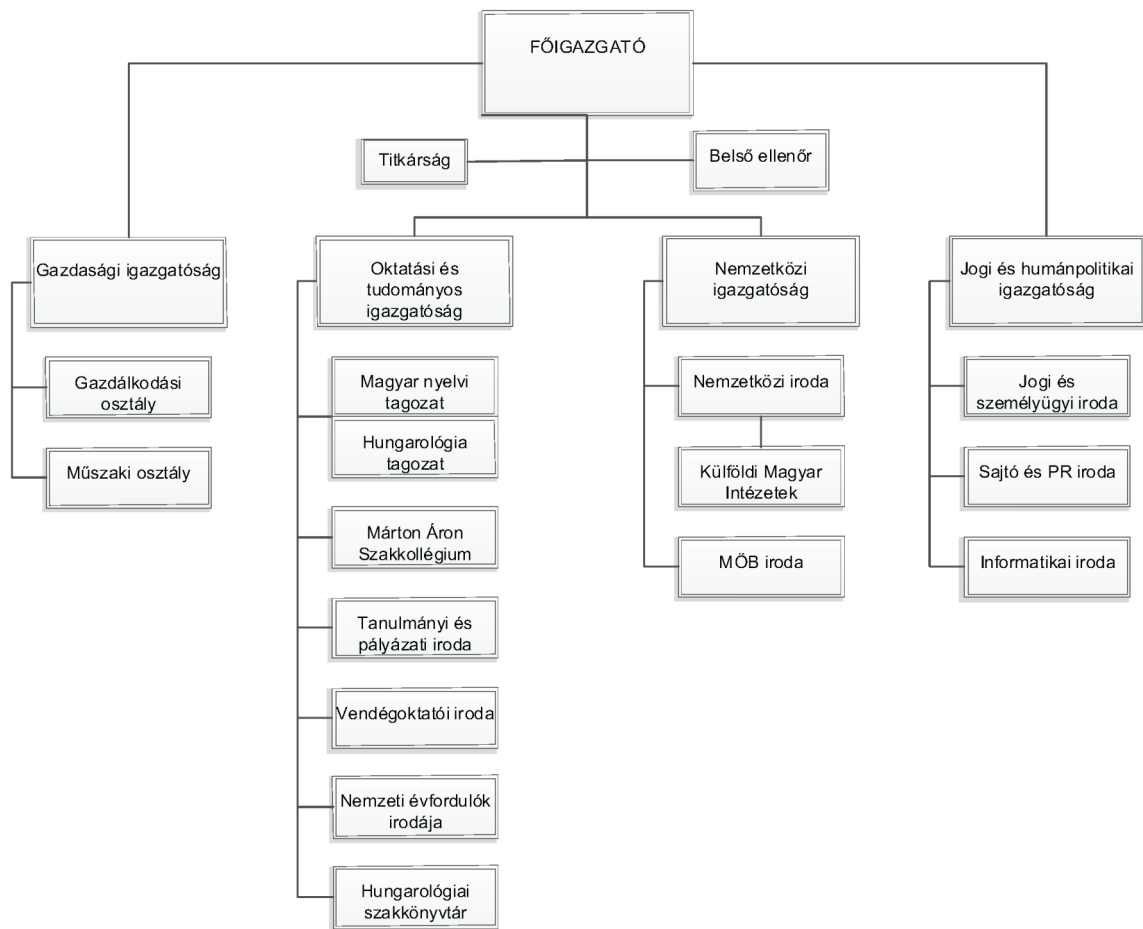 FŐIGAZGATÓ
Titkárság
Belső ellenőr
Gazdasági igazgatóság
Gazdálkodási
osztály
Műszaki osztály
Oktatási és
tudományos
igazgatóság
Magyar nyelvi
tagozat
Hungarológia
tagozat
Márton Áron
Szakkollégium
Tanulmányi és
pályázati iroda
Vendégoktatói iroda
Nemzeti évfordulók
irodája
Hungarológiai
szakkönyvtár
Nemzetközi
igazgatóság
Nemzetközi iroda
Külföldi Magyar
Intézetek
MÖB iroda
Jogi és humánpolitikai
igazgatóság
Jogi és
személyügyi iroda
Sajtó és PR iroda
Informatikai iroda